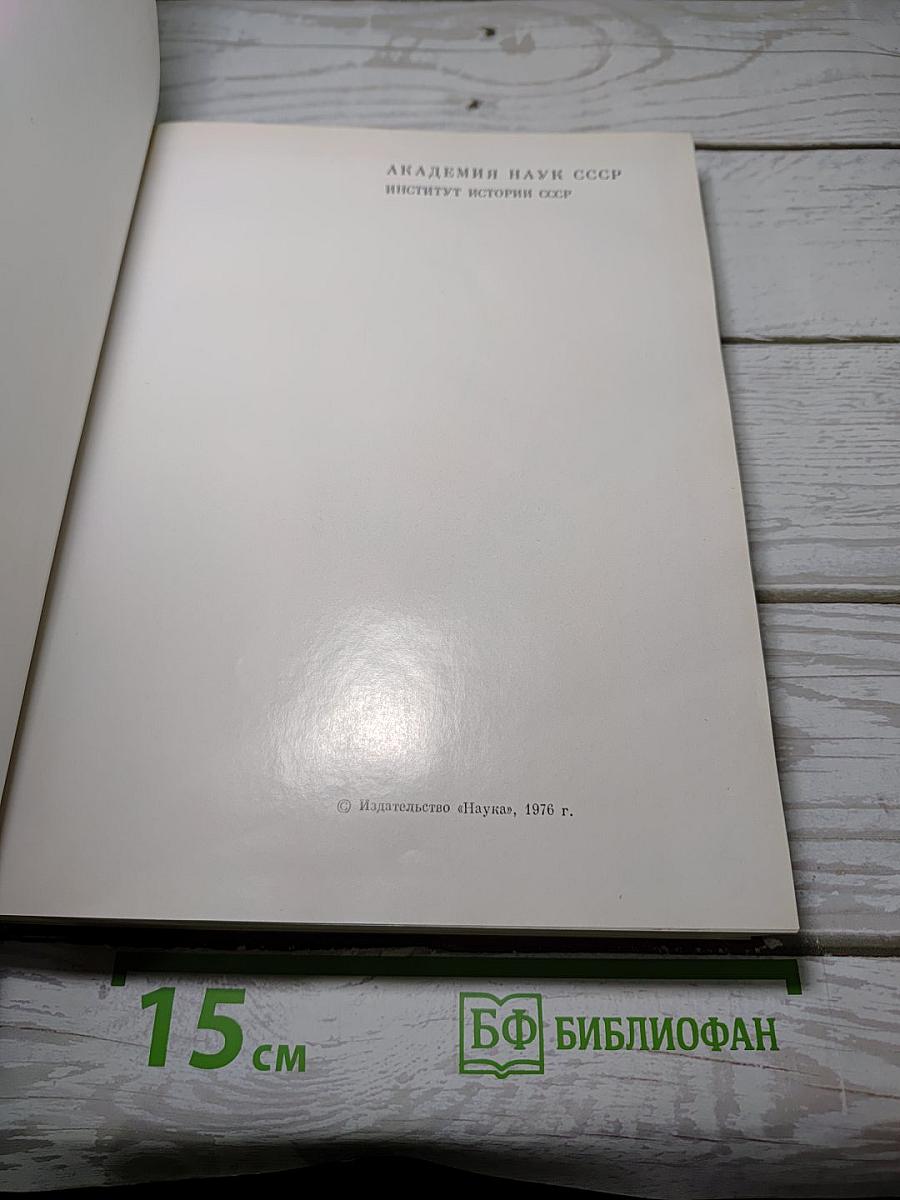 АКАДЕМИЯ НАУК СССР
ИНСТИТУТ ИСТОРИИ СССР
© Издательство «Наука», 1976 г.
15 см
БФ БИБЛИОФАН